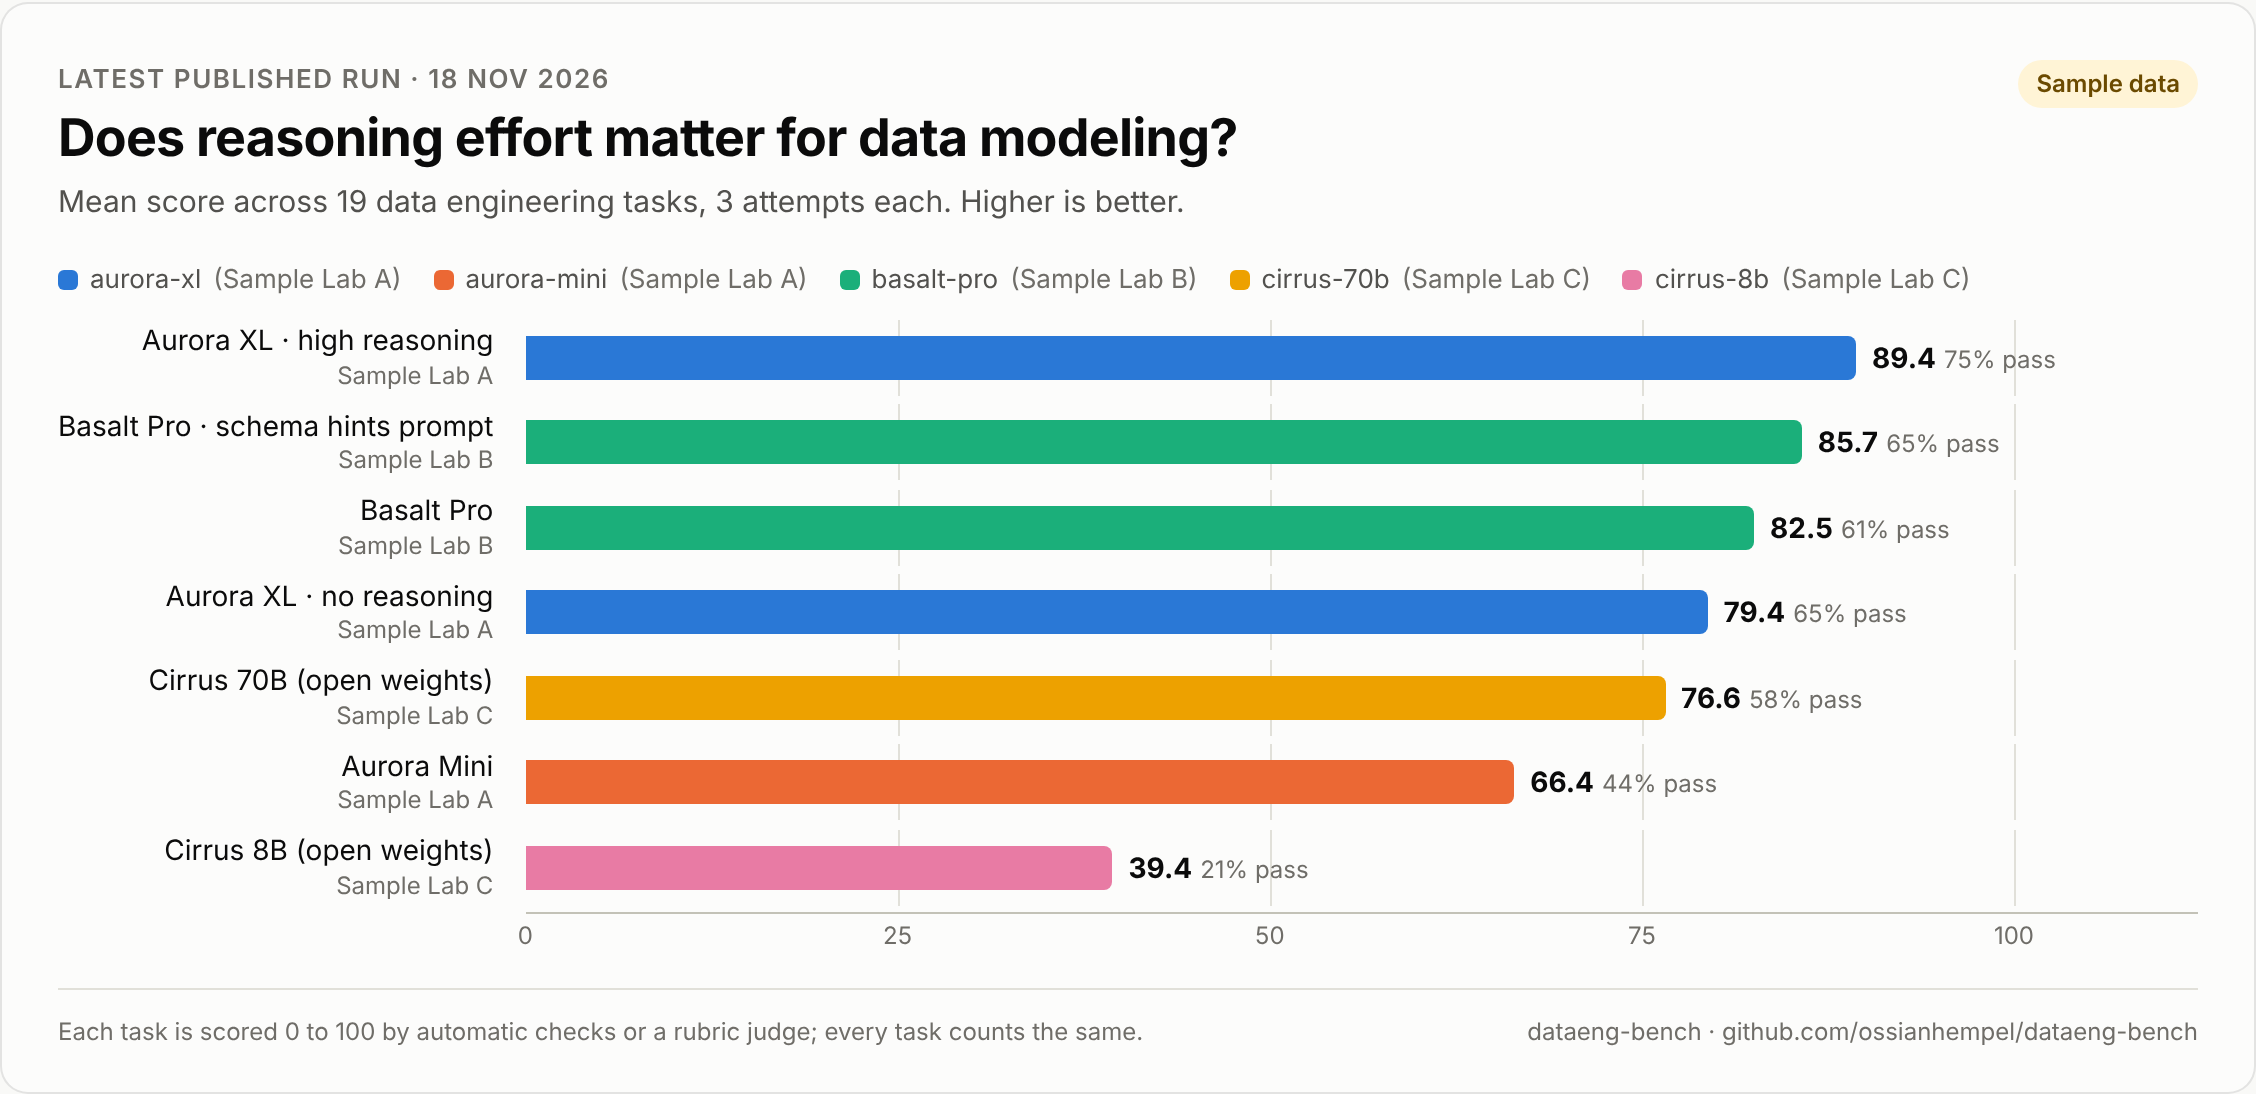 LATEST PUBLISHED RUN · 18 NOV 2026
Sample data
Does reasoning effort matter for data modeling?
Mean score across 19 data engineering tasks, 3 attempts each. Higher is better.
aurora-xl (Sample Lab A) aurora-mini (Sample Lab A) basalt-pro (Sample Lab B) cirrus-70b (Sample Lab C) cirrus-8b (Sample Lab C)
Aurora XL · high reasoning
Sample Lab A
89.4 75% pass
Basalt Pro · schema hints prompt
Sample Lab B
85.7 65% pass
Basalt Pro
Sample Lab B
82.5 61% pass
Aurora XL · no reasoning
Sample Lab A
79.4 65% pass
Cirrus 70B (open weights)
Sample Lab C
76.6 58% pass
Aurora Mini
Sample Lab A
66.4 44% pass
Cirrus 8B (open weights)
Sample Lab C
39.4 21% pass
0 25 50 75 100
Each task is scored 0 to 100 by automatic checks or a rubric judge; every task counts the same.
dataeng-bench · github.com/ossianhempel/dataeng-bench